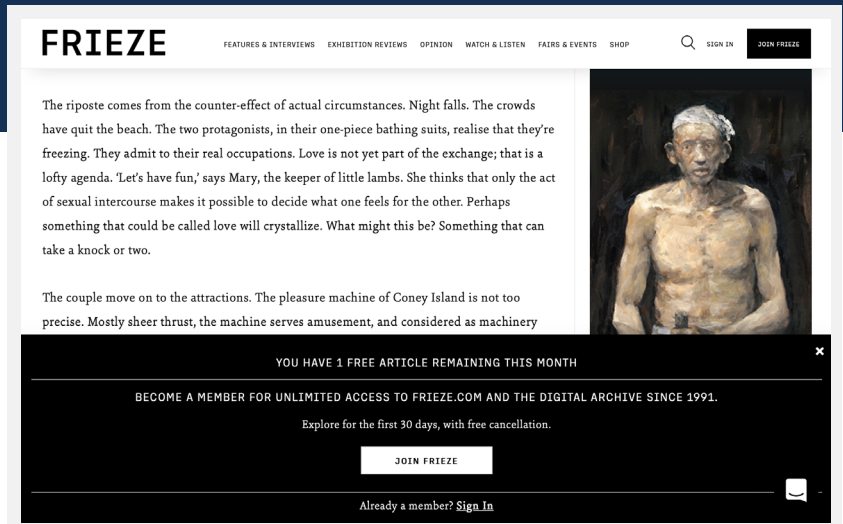 FRIEZE
FEATURES & INTERVIEWS EXHIBITION REVIEWS OPINION WATCH & LISTEN FAIRS & EVENTS SHOP
SIGN IN
JOIN FRIEZE
The riposte comes from the counter-effect of actual circumstances. Night falls. The crowds
have quit the beach. The two protagonists, in their one-piece bathing suits, realise that they’re
freezing. They admit to their real occupations. Love is not yet part of the exchange; that is a
lofty agenda. ‘Let’s have fun,’ says Mary, the keeper of little lambs. She thinks that only the act
of sexual intercourse makes it possible to decide what one feels for the other. Perhaps
something that could be called love will crystallize. What might this be? Something that can
take a knock or two.
The couple move on to the attractions. The pleasure machine of Coney Island is not too
precise. Mostly sheer thrust, the machine serves amusement, and considered as machinery
YOU HAVE 1 FREE ARTICLE REMAINING THIS MONTH
BECOME A MEMBER FOR UNLIMITED ACCESS TO FRIEZE.COM AND THE DIGITAL ARCHIVE SINCE 1991.
Explore for the first 30 days, with free cancellation.
JOIN FRIEZE
Already a member? Sign In